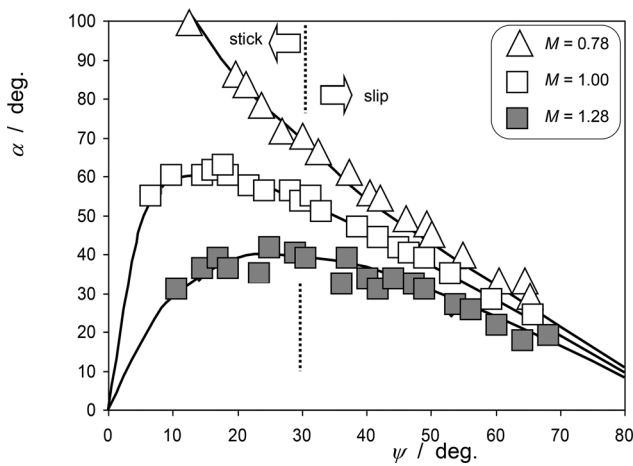 α / deg.
100
90
80
70
60
50
40
30
20
10
0
stick
slip
M = 0.78
M = 1.00
M = 1.28
0 10 20 30 40 50 60 70 80
ψ / deg.